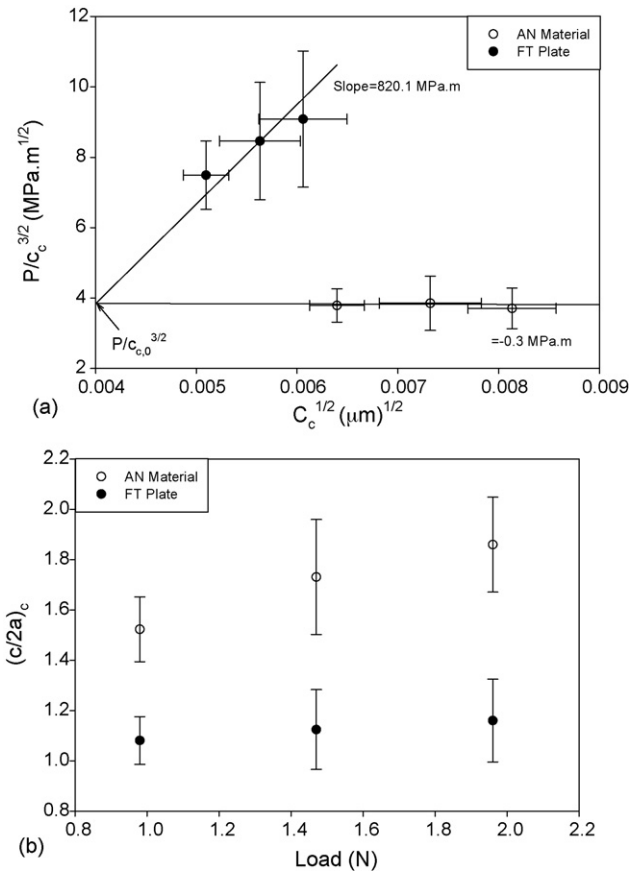 12
10
8
6
4
2
P/c_c^3/2 (MPa.m^1/2)
AN Material
FT Plate
Slope=820.1 MPa.m
P/c_c,0^3/2
=-0.3 MPa.m
0.004 0.005 0.006 0.007 0.008 0.009
(a)
C_c^1/2 (μm)^1/2
2.2
2.0
1.8
1.6
1.4
1.2
1.0
0.8
(c/2a)_c
AN Material
FT Plate
0.8 1.0 1.2 1.4 1.6 1.8 2.0 2.2
(b)
Load (N)